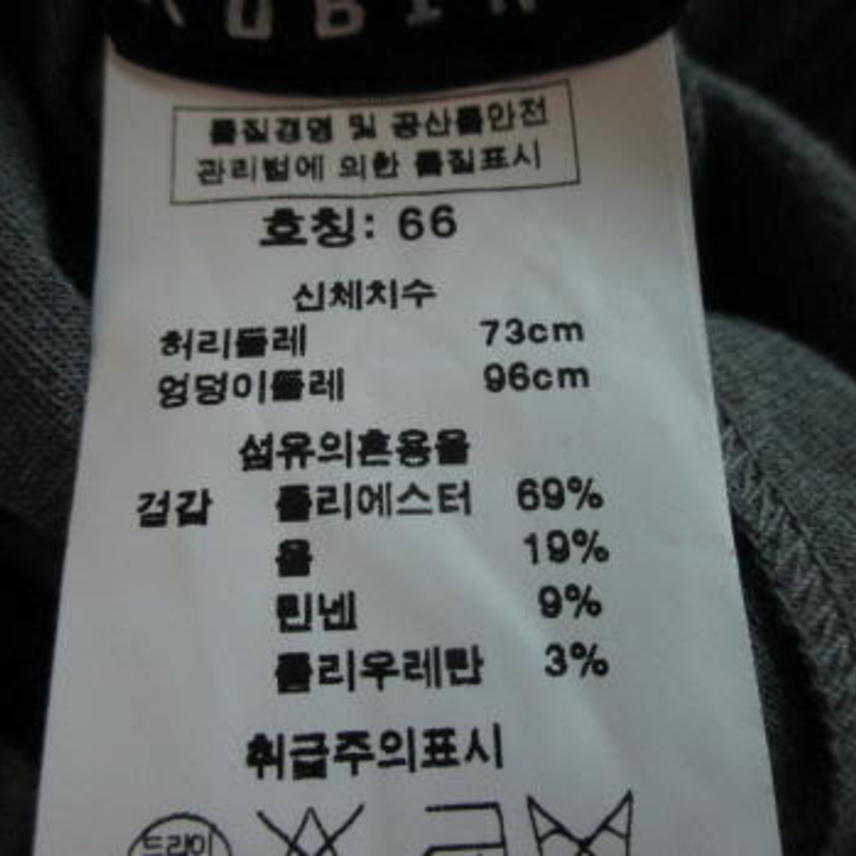 품질경영 및 공산품안전
관리법에 의한 품질표시
호칭: 66
신체치수
허리둘레 73cm
엉덩이둘레 96cm
섬유의혼용율
겉감 폴리에스터 69%
울 19%
린넨 9%
폴리우레탄 3%
취급주의표시
드라이